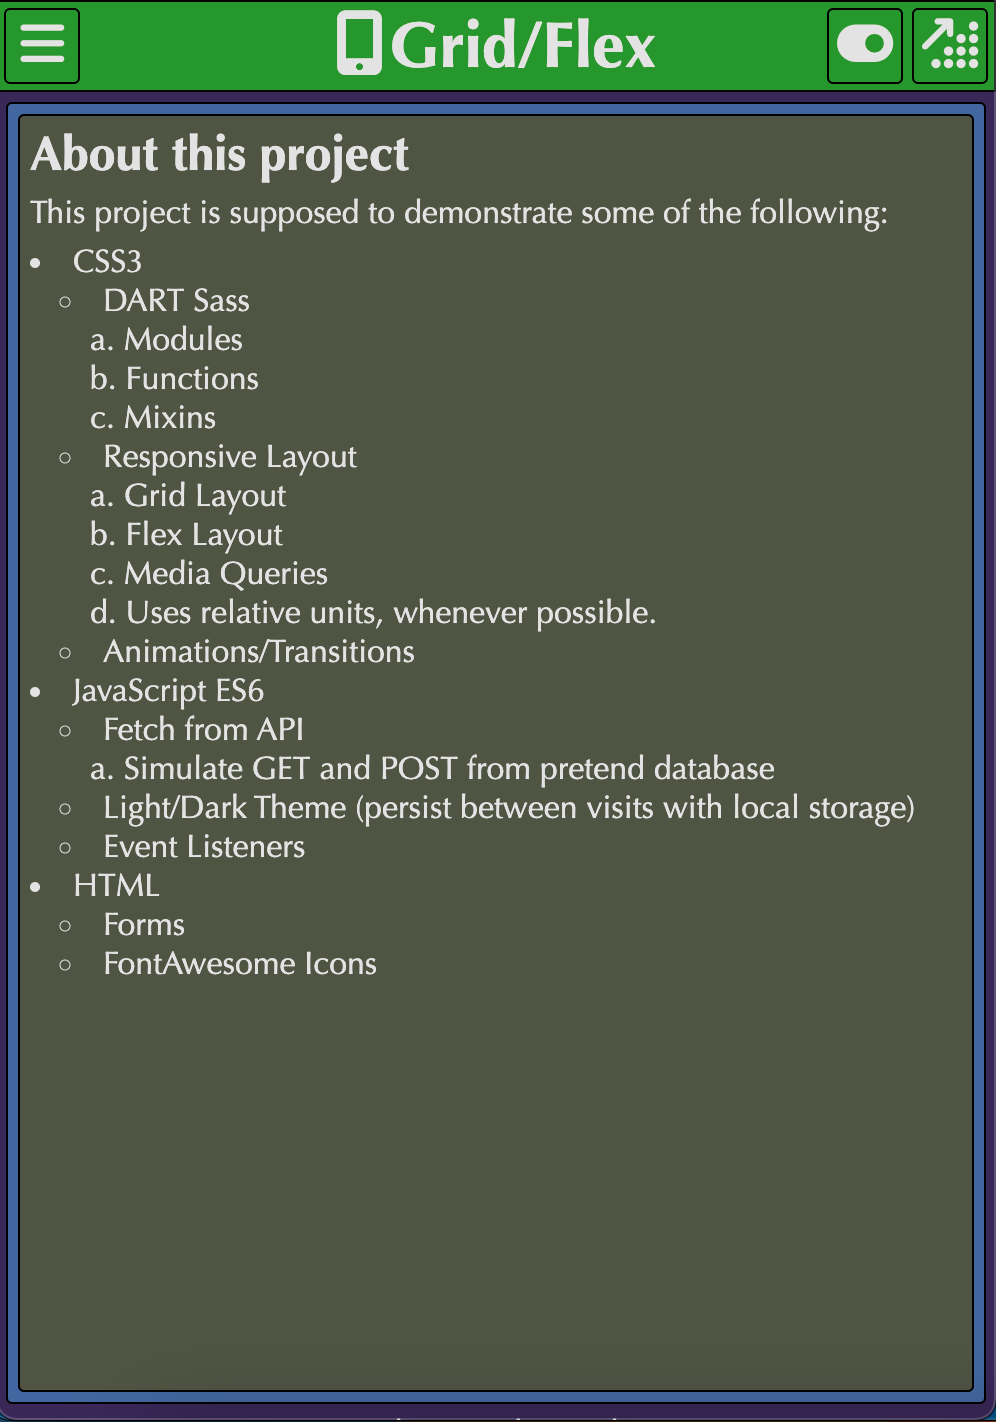 Grid/Flex
About this project
This project is supposed to demonstrate some of the following:
• CSS3
○ DART Sass
a. Modules
b. Functions
c. Mixins
○ Responsive Layout
a. Grid Layout
b. Flex Layout
c. Media Queries
d. Uses relative units, whenever possible.
○ Animations/Transitions
• JavaScript ES6
○ Fetch from API
a. Simulate GET and POST from pretend database
○ Light/Dark Theme (persist between visits with local storage)
○ Event Listeners
• HTML
○ Forms
○ FontAwesome Icons